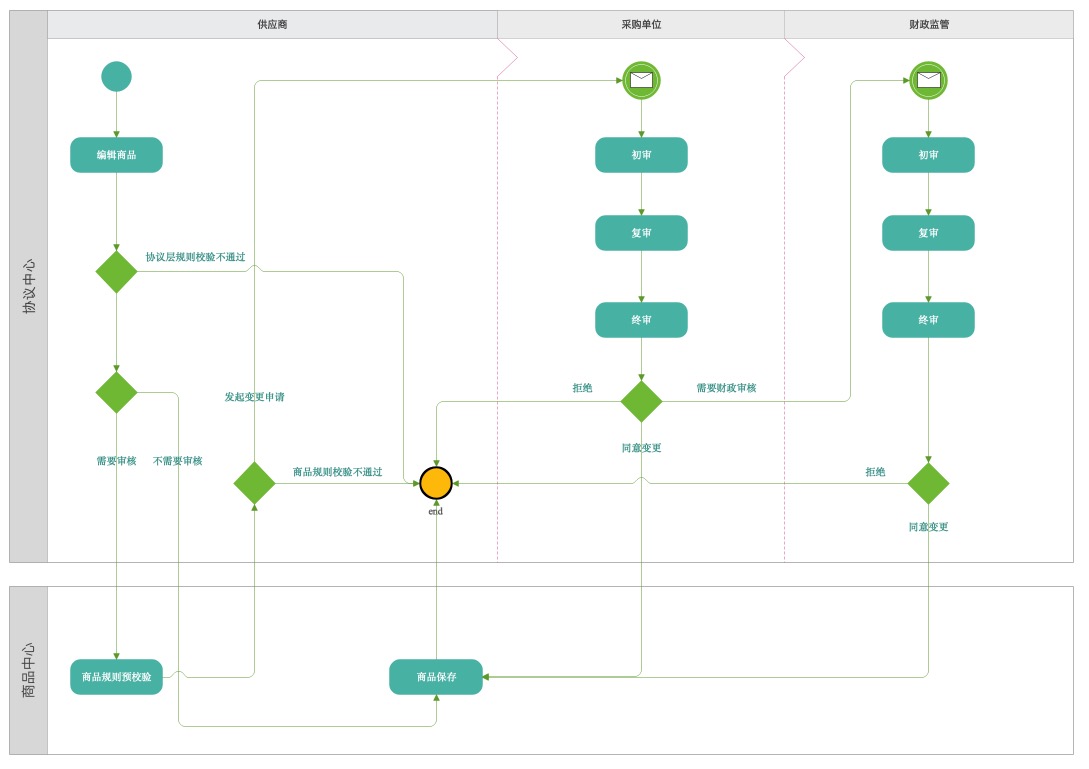 供应商
采购单位
财政监管
协议中心
编辑商品
初审
初审
复审
复审
协议层规则校验不通过
终审
终审
拒绝
需要财政审核
发起变更申请
同意变更
需要审核
不需要审核
商品规则校验不通过
拒绝
end
同意变更
商品中心
商品规则预校验
商品保存